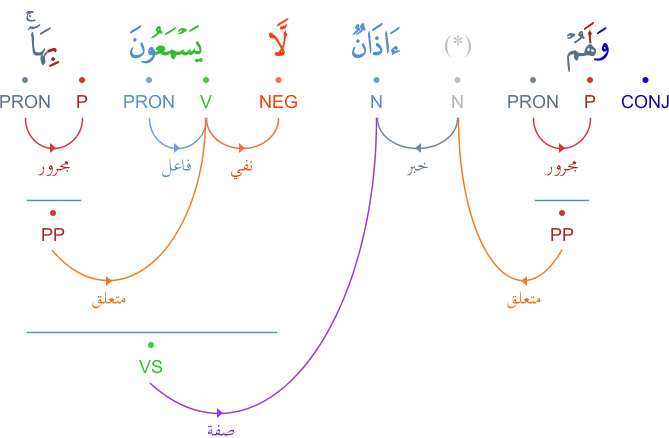 وَلَهُمْ (*) ءَاذَانٌ لَّا يَسْمَعُونَ بِهَآ ۚ
CONJ P PRON N N NEG V PRON P PRON
مجرور خبر نفي فاعل مجرور
PP PP
متعلق متعلق
VS
صفة